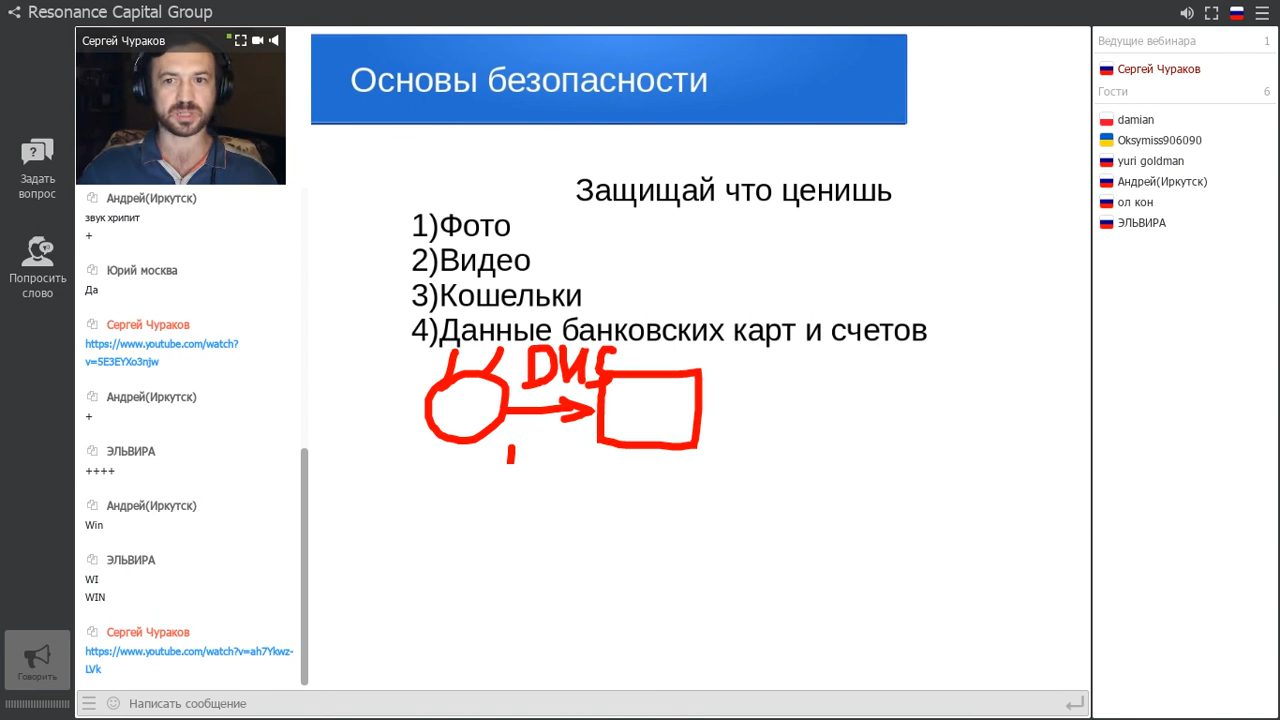 Resonance Capital Group
Сергей Чураков
Задать
вопрос
Попросить
слово
Говорить
Андрей(Иркутск)
звук хрипит
+
Юрий москва
Да
Сергей Чураков
https://www.youtube.com/watch?
v=5E3EYXo3njw
Андрей(Иркутск)
+
ЭЛЬВИРА
++++
Андрей(Иркутск)
Win
ЭЛЬВИРА
WI
WIN
Сергей Чураков
https://www.youtube.com/watch?v=ah7Ykwz-
LVk
Написать сообщение
Основы безопасности
Защищай что ценишь
1)Фото
2)Видео
3)Кошельки
4)Данные банковских карт и счетов
Ведущие вебинара 1
Сергей Чураков
Гости 6
damian
Oksymiss906090
yuri goldman
Андрей(Иркутск)
ол кон
ЭЛЬВИРА